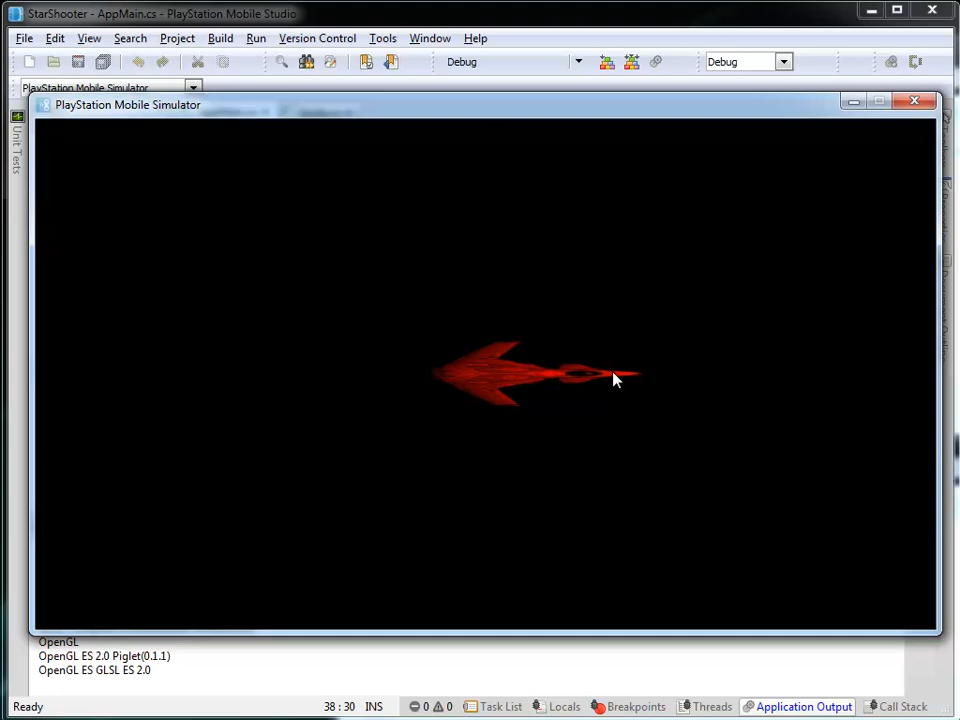 StarShooter - AppMain.cs - PlayStation Mobile Studio
File Edit View Search Project Build Run Version Control Tools Window Help
Debug Debug
PlayStation Mobile Simulator
PlayStation Mobile Simulator
Unit Tests
OpenGL
OpenGL ES 2.0 Piglet(0.1.1)
OpenGL ES GLSL ES 2.0
Ready 38 : 30 INS 0 0 Task List Locals Breakpoints Threads Application Output Call Stack